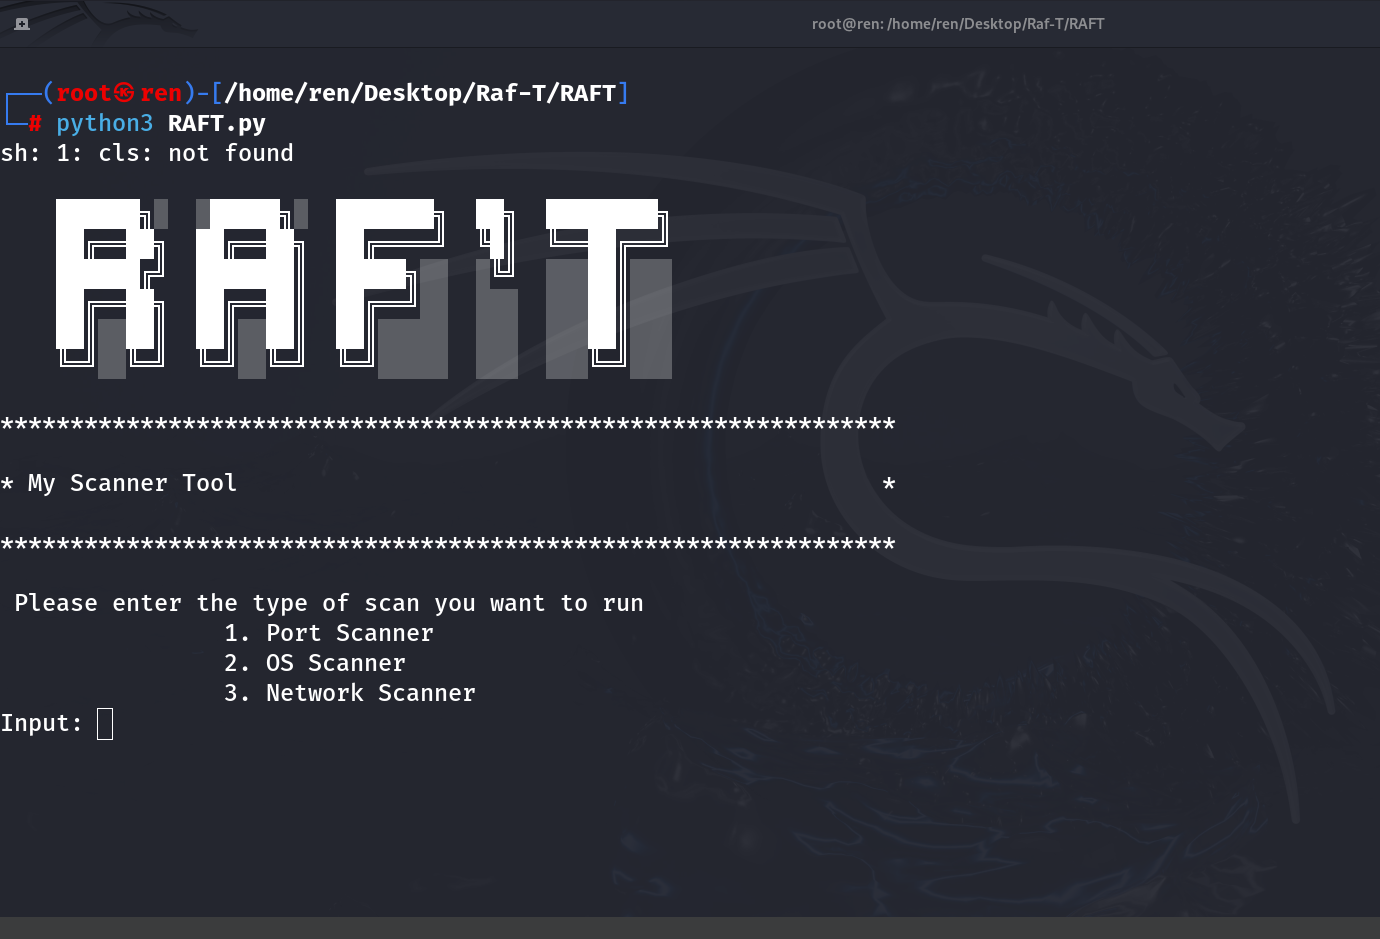 root@ren: /home/ren/Desktop/Raf-T/RAFT
┌──(root㉿ren)-[/home/ren/Desktop/Raf-T/RAFT]
└─# python3 RAFT.py
sh: 1: cls: not found
RAF'T
****************************************************************
* My Scanner Tool                                              *
****************************************************************
Please enter the type of scan you want to run
1. Port Scanner
2. OS Scanner
3. Network Scanner
Input: